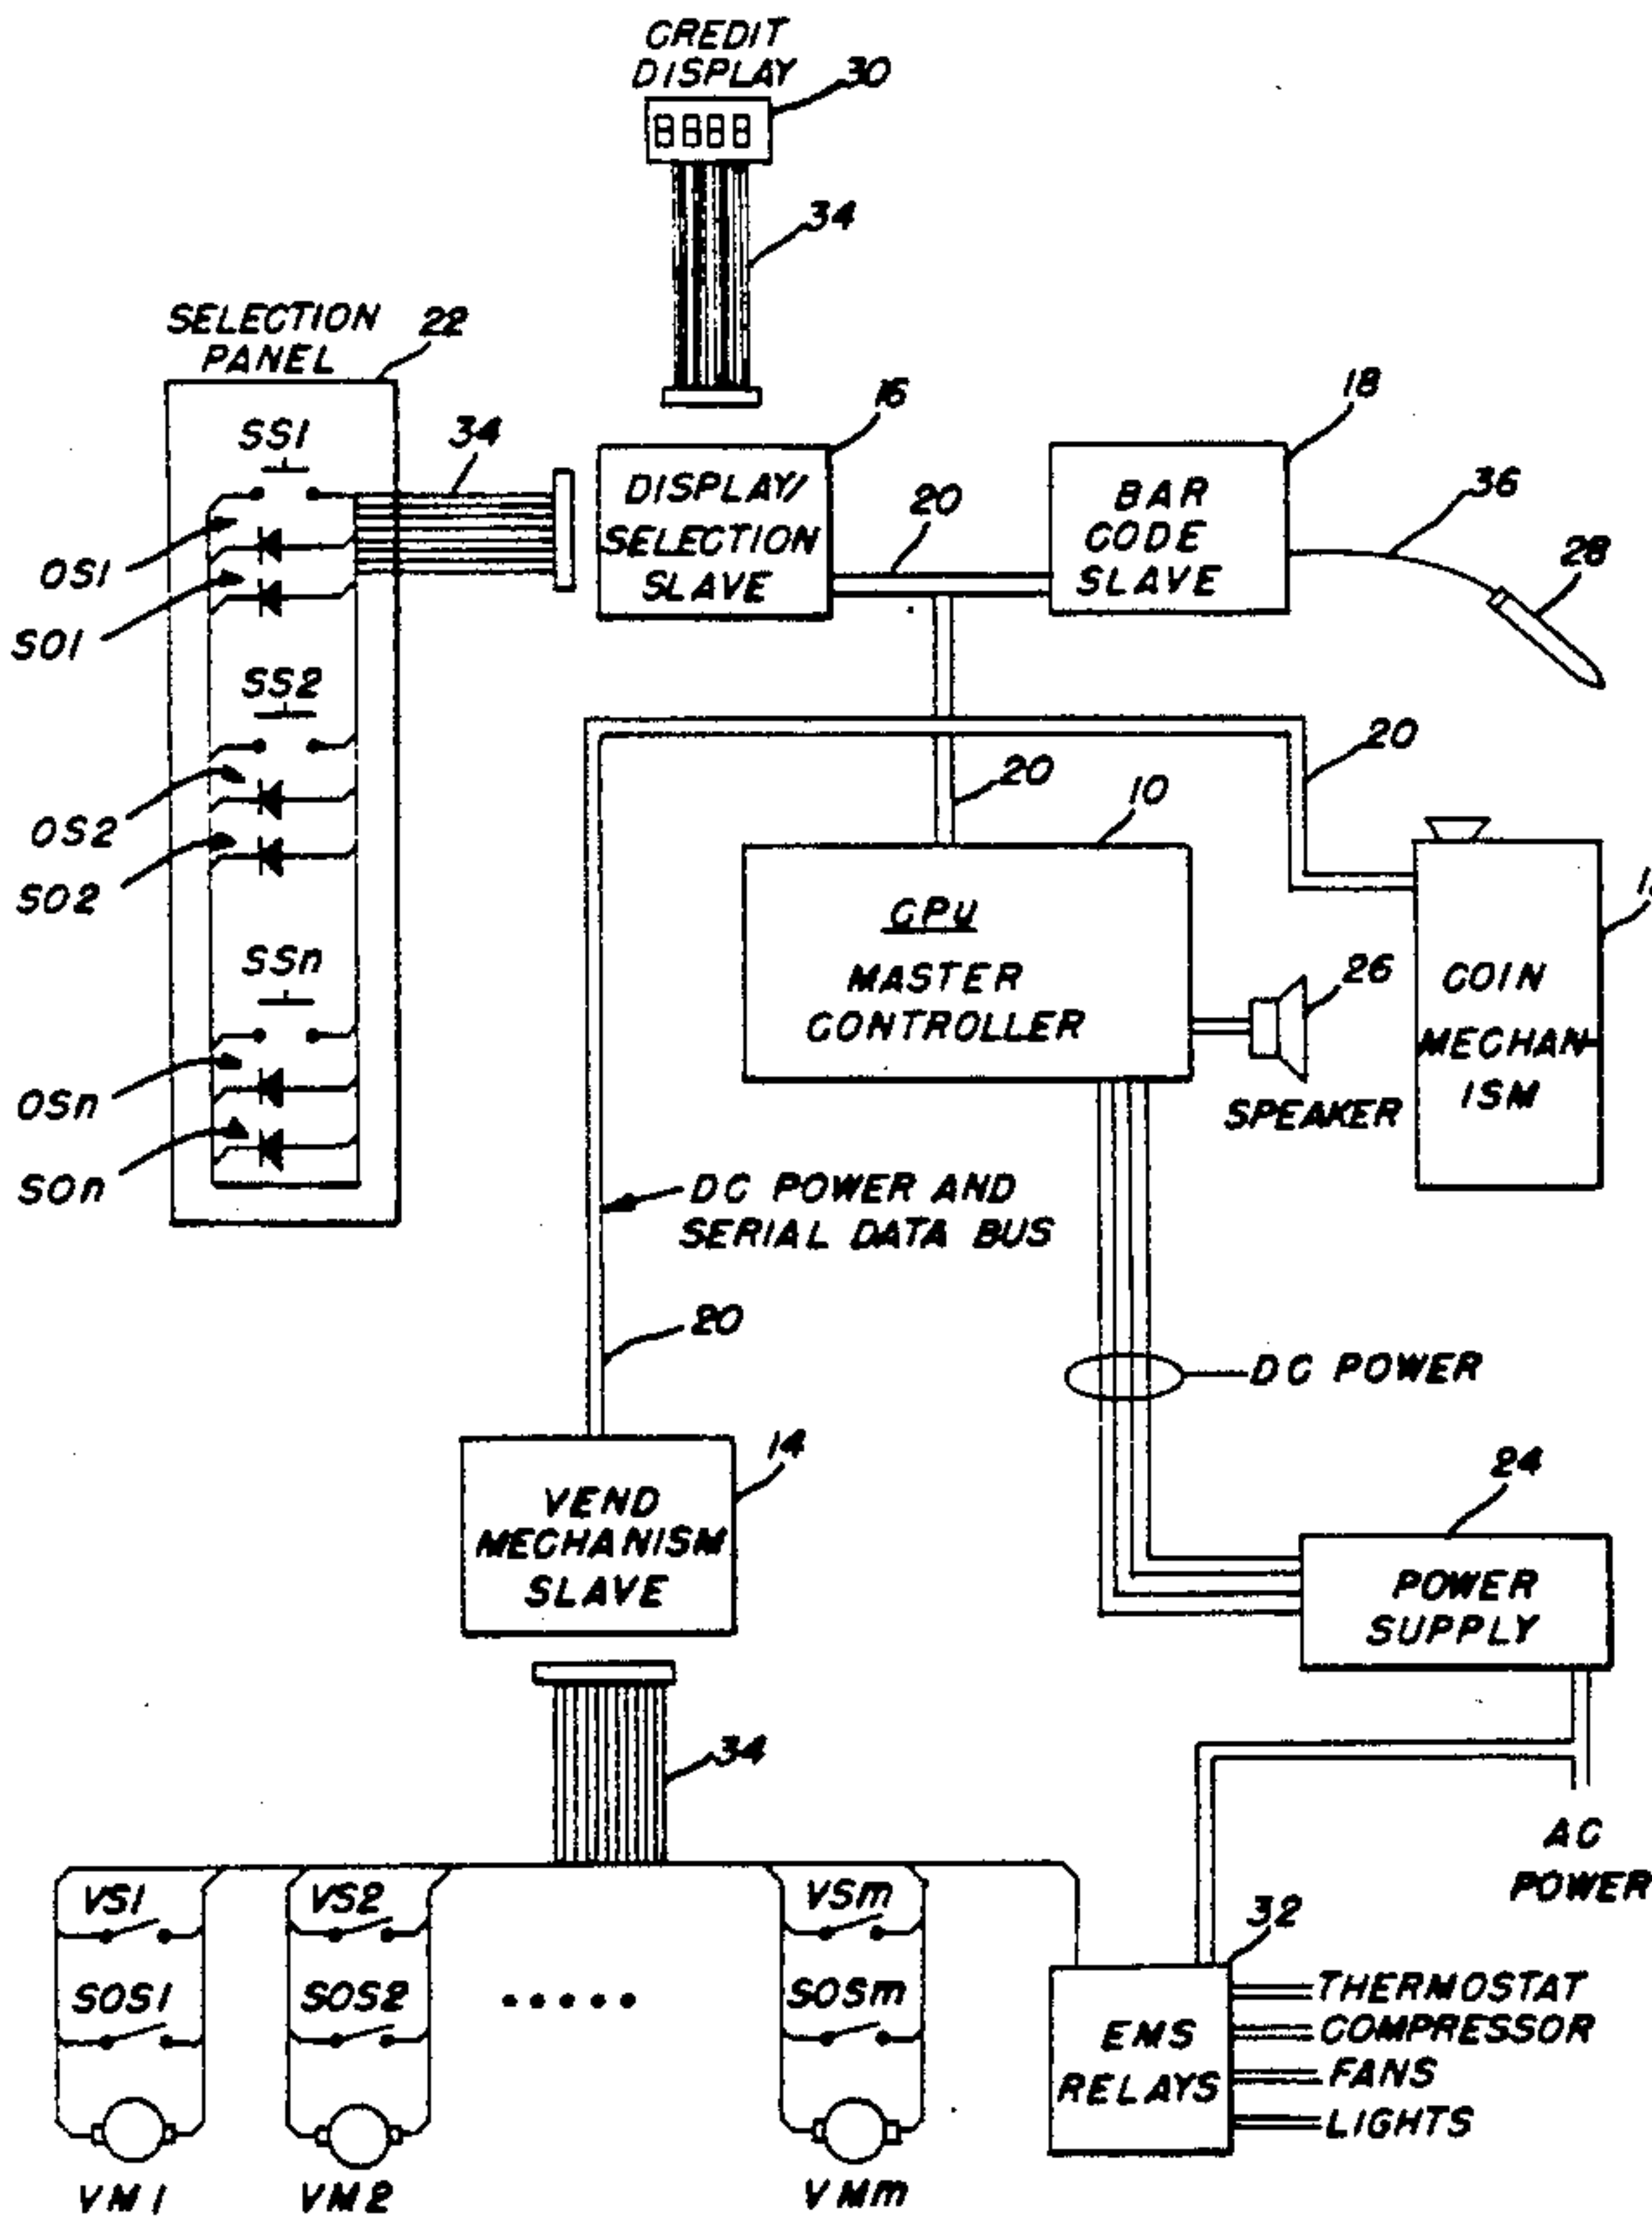 CREDIT
DISPLAY
30
34
SELECTION
PANEL
22
SS1
34
OS1
SO1
SS2
OS2
SO2
SSn
OSn
SOn
16
DISPLAY/
SELECTION
SLAVE
20
18
BAR
CODE
SLAVE
36
28
20
20
10
CPU
MASTER
CONTROLLER
26
SPEAKER
COIN
MECHAN-
ISM
DC POWER AND
SERIAL DATA BUS
20
DC POWER
14
VEND
MECHANISM
SLAVE
24
POWER
SUPPLY
34
AC
POWER
VS1
SOS1
VM1
VS2
SOS2
VM2
VSm
SOSm
VMm
32
EMS
RELAYS
THERMOSTAT
COMPRESSOR
FANS
LIGHTS